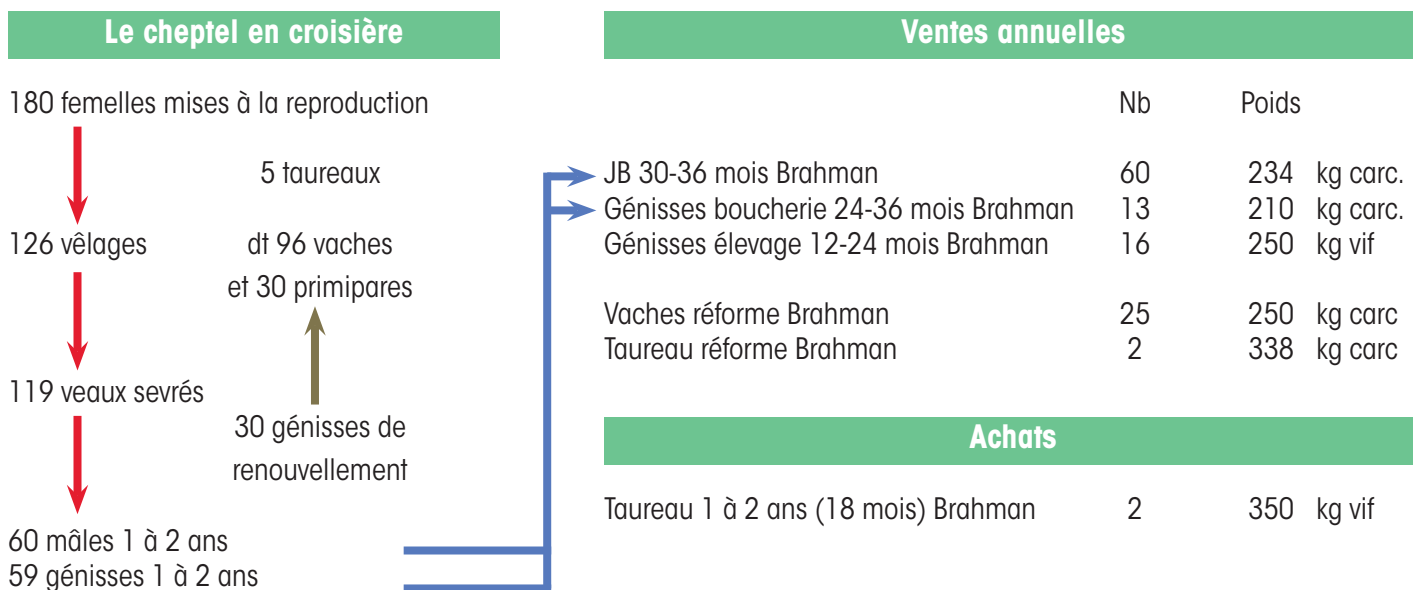 Le cheptel en croisière
180 femelles mises à la reproduction
5 taureaux
126 vêlages
dt 96 vaches
et 30 primipares
119 veaux sevrés
30 génisses de
renouvellement
60 mâles 1 à 2 ans
59 génisses 1 à 2 ans
Ventes annuelles
Nb Poids
JB 30-36 mois Brahman 60 234 kg carc.
Génisses boucherie 24-36 mois Brahman 13 210 kg carc.
Génisses élevage 12-24 mois Brahman 16 250 kg vif
Vaches réforme Brahman 25 250 kg carc
Taureau réforme Brahman 2 338 kg carc
Achats
Taureau 1 à 2 ans (18 mois) Brahman 2 350 kg vif